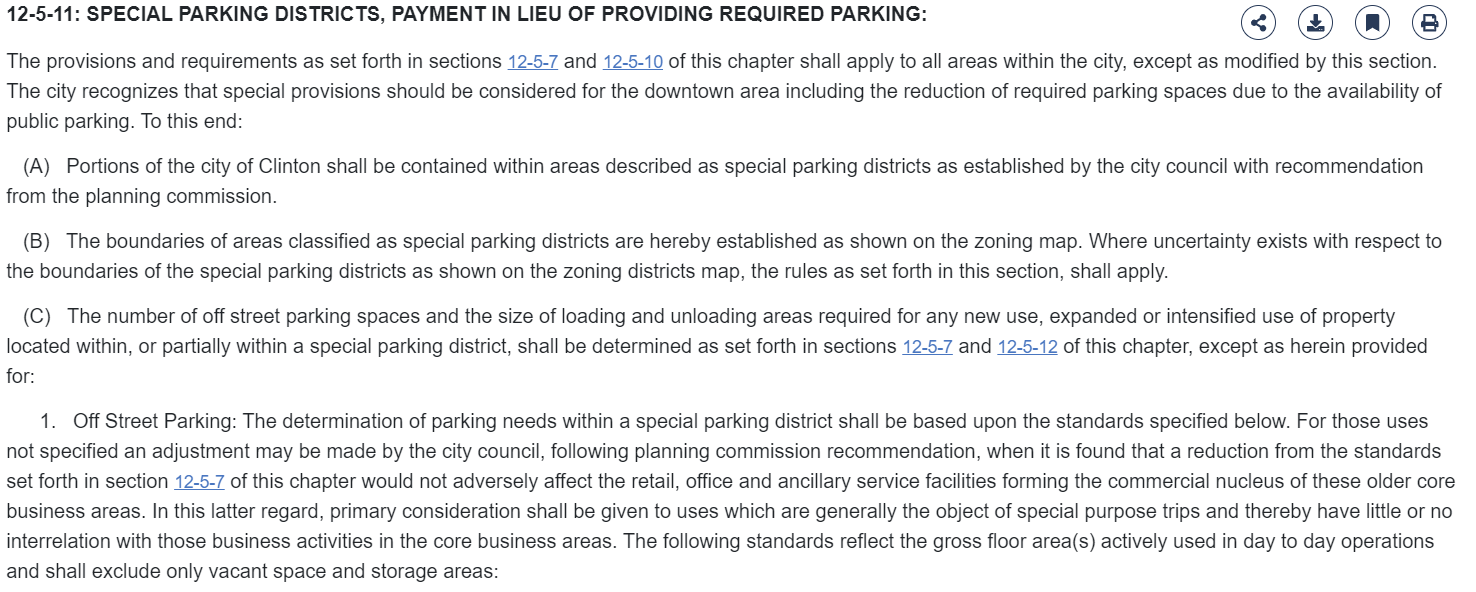 12-5-11: SPECIAL PARKING DISTRICTS, PAYMENT IN LIEU OF PROVIDING REQUIRED PARKING:
The provisions and requirements as set forth in sections 12-5-7 and 12-5-10 of this chapter shall apply to all areas within the city, except as modified by this section.
The city recognizes that special provisions should be considered for the downtown area including the reduction of required parking spaces due to the availability of
public parking. To this end:
(A) Portions of the city of Clinton shall be contained within areas described as special parking districts as established by the city council with recommendation
from the planning commission.
(B) The boundaries of areas classified as special parking districts are hereby established as shown on the zoning map. Where uncertainty exists with respect to
the boundaries of the special parking districts as shown on the zoning districts map, the rules as set forth in this section, shall apply.
(C) The number of off street parking spaces and the size of loading and unloading areas required for any new use, expanded or intensified use of property
located within, or partially within a special parking district, shall be determined as set forth in sections 12-5-7 and 12-5-12 of this chapter, except as herein provided
for:
1. Off Street Parking: The determination of parking needs within a special parking district shall be based upon the standards specified below. For those uses
not specified an adjustment may be made by the city council, following planning commission recommendation, when it is found that a reduction from the standards
set forth in section 12-5-7 of this chapter would not adversely affect the retail, office and ancillary service facilities forming the commercial nucleus of these older core
business areas. In this latter regard, primary consideration shall be given to uses which are generally the object of special purpose trips and thereby have little or no
interrelation with those business activities in the core business areas. The following standards reflect the gross floor area(s) actively used in day to day operations
and shall exclude only vacant space and storage areas: